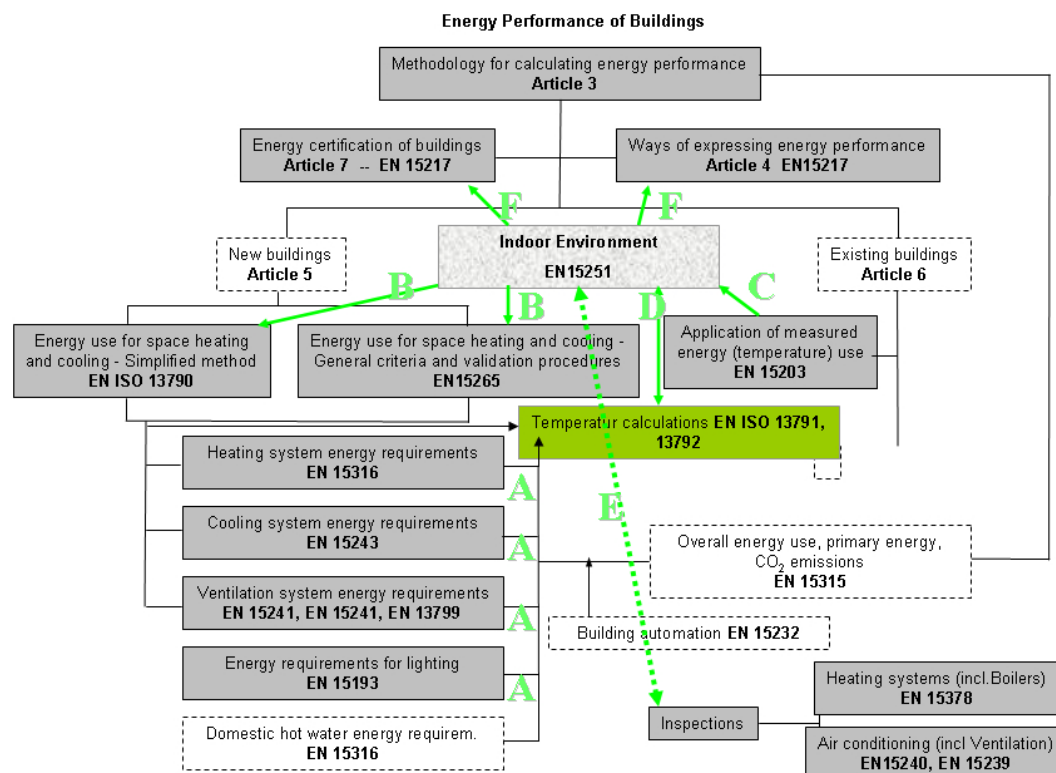 Energy Performance of Buildings
Methodology for calculating energy performance
Article 3
Energy certification of buildings
Article 7 -- EN 15217
Ways of expressing energy performance
Article 4 EN15217
F
F
New buildings
Article 5
Indoor Environment
EN15251
Existing buildings
Article 6
B
B
D
C
Energy use for space heating
and cooling - Simplified method
EN ISO 13790
Energy use for space heating and cooling -
General criteria and validation procedures
EN15265
Application of measured
energy (temperature) use
EN 15203
Temperatur calculations EN ISO 13791,
13792
Heating system energy requirements
EN 15316
A
E
Cooling system energy requirements
EN 15243
A
Overall energy use, primary energy,
CO2 emissions
EN 15315
Ventilation system energy requirements
EN 15241, EN 15241, EN 13799
A
Building automation EN 15232
Energy requirements for lighting
EN 15193
A
Heating systems (incl.Boilers)
EN 15378
Inspections
Domestic hot water energy requirem.
EN 15316
Air conditioning (incl Ventilation)
EN15240, EN 15239